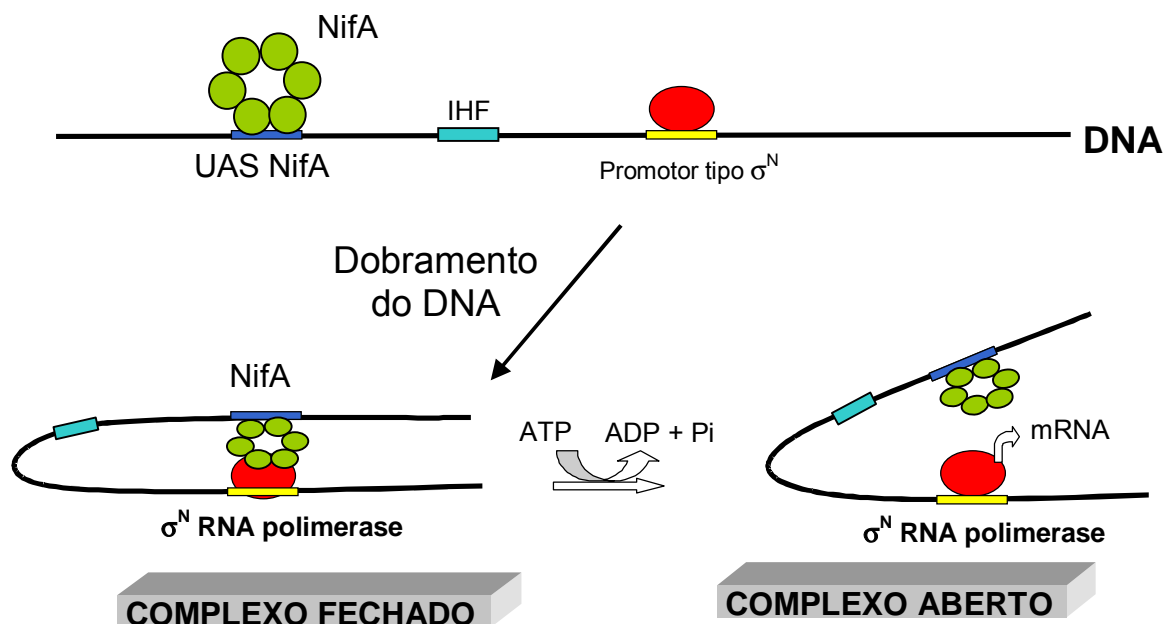 NifA
IHF
DNA
UAS NifA
Promotor tipo σᴺ
Dobramento
do DNA
NifA
ATP
ADP + Pi
mRNA
σᴺ RNA polimerase
σᴺ RNA polimerase
COMPLEXO FECHADO
COMPLEXO ABERTO